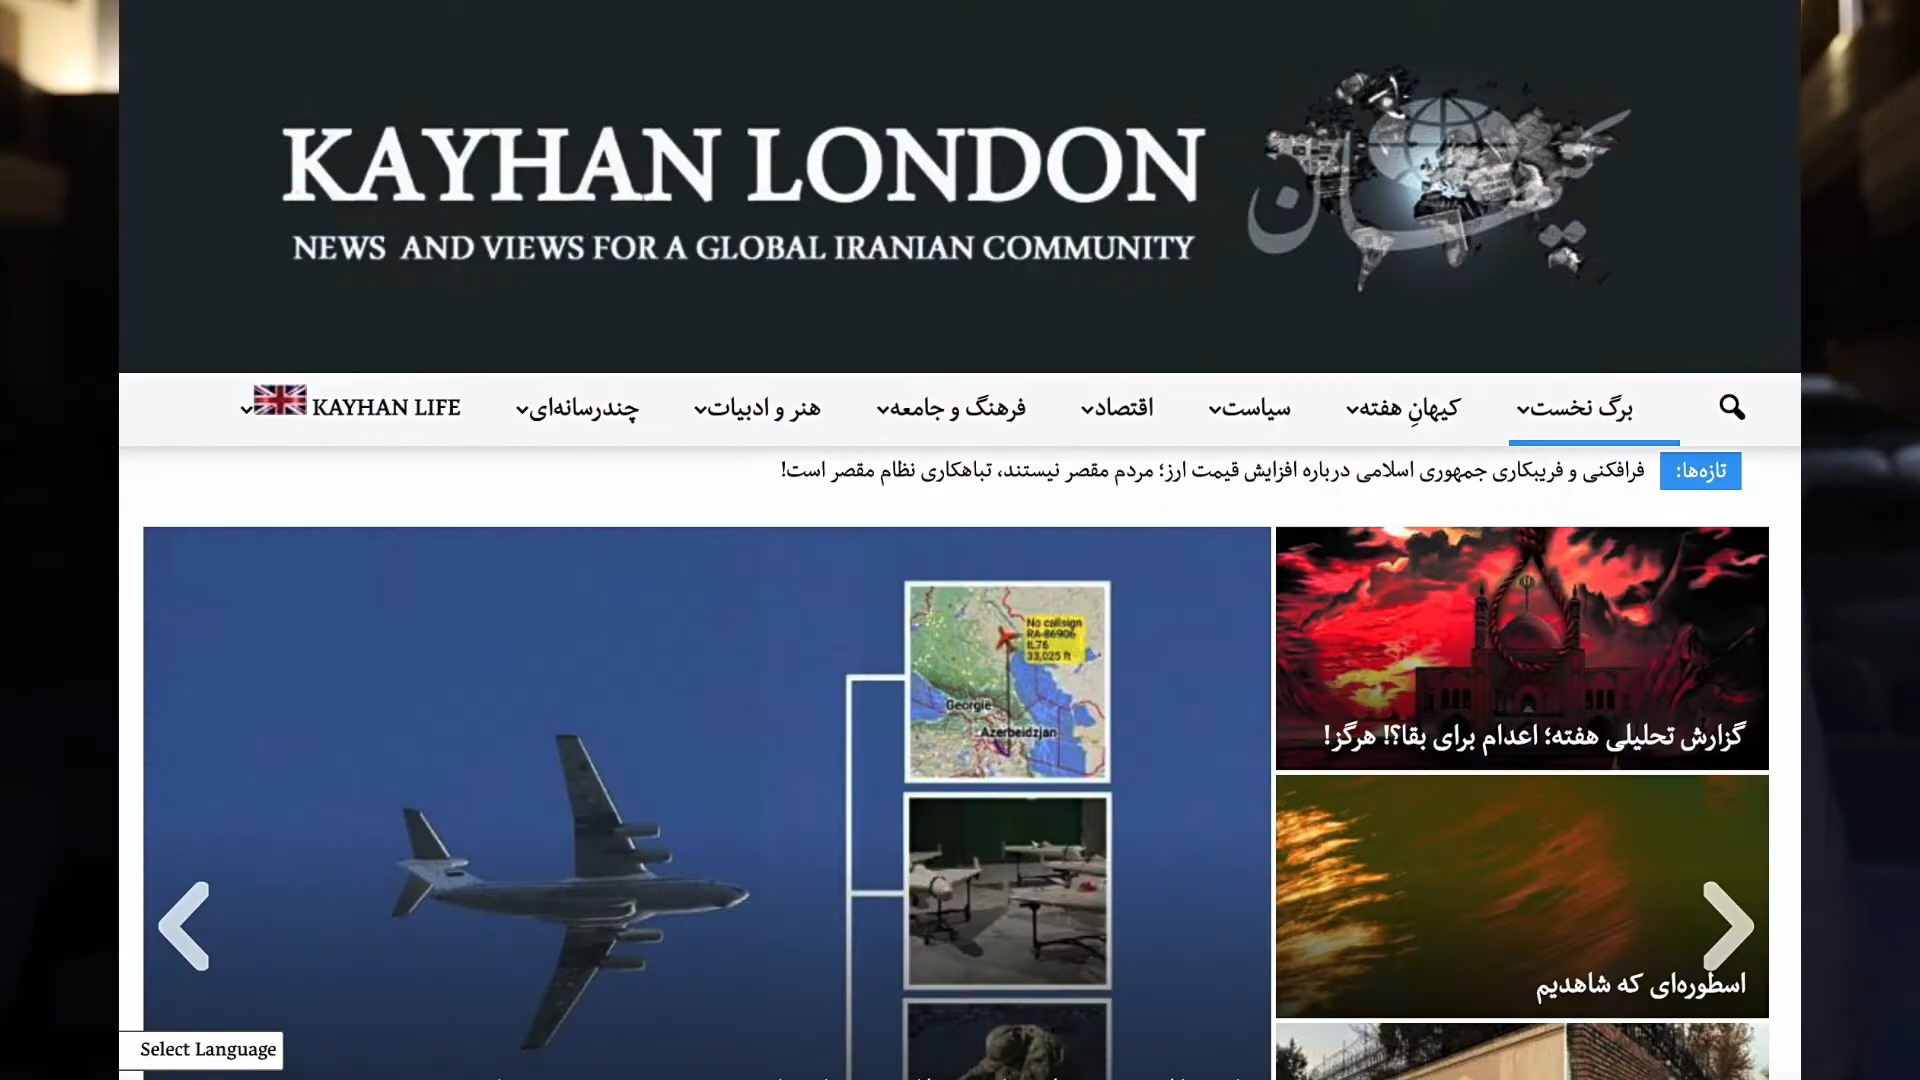 KAYHAN LONDON
کیهان
NEWS AND VIEWS FOR A GLOBAL IRANIAN COMMUNITY
برگ نخست
کیهانِ هفته
سیاست
اقتصاد
فرهنگ و جامعه
هنر و ادبیات
چندرسانه‌ای
KAYHAN LIFE
تازه‌ها:
فرافکنی و فریبکاری جمهوری اسلامی درباره افزایش قیمت ارز؛ مردم مقصر نیستند، تباهکاری نظام مقصر است!
No callsign
RA-86906
IL76
33,025 ft
Georgie
Azerbeidzjan
گزارش تحلیلی هفته؛ اعدام برای بقا؟! هرگز!
اسطوره‌ای که شاهدیم
Select Language